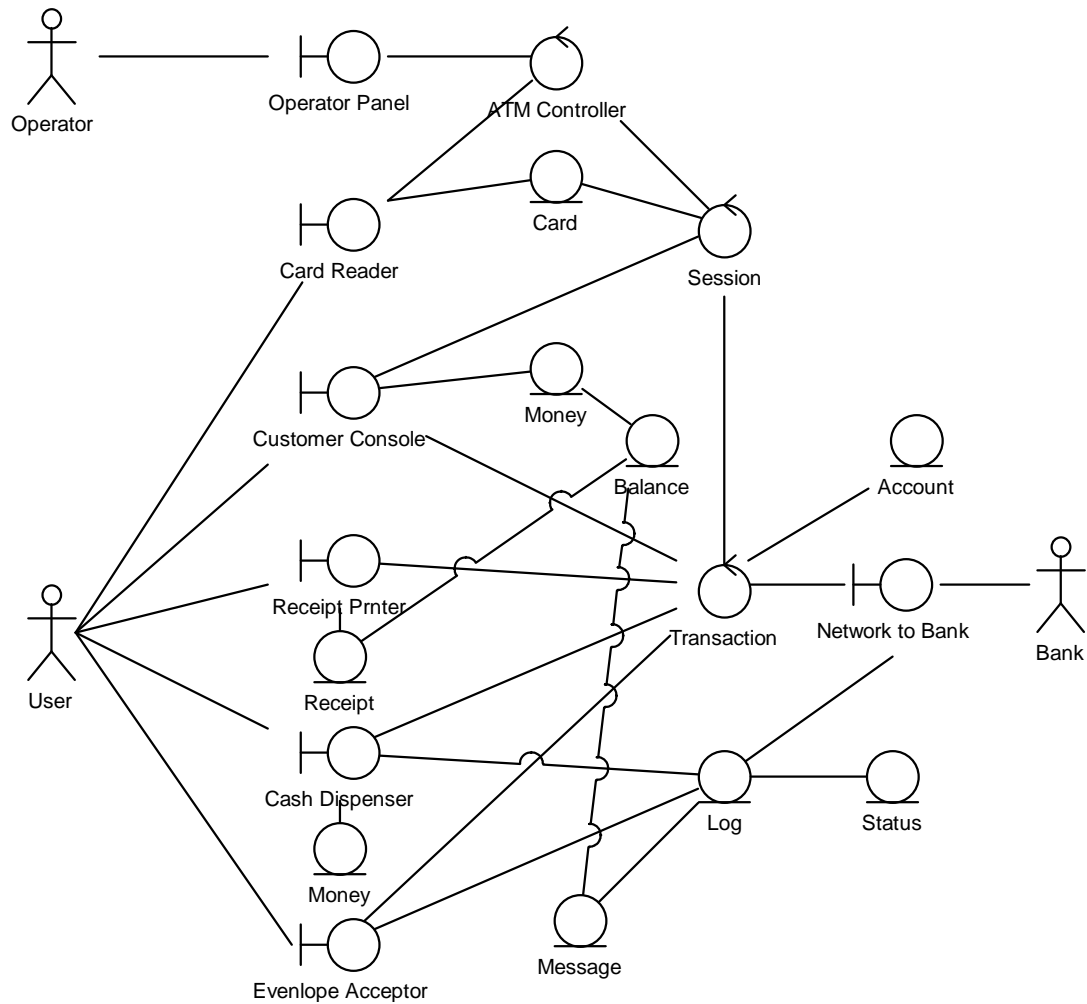 Operator
Operator Panel
ATM Controller
Card
Card Reader
Session
Money
Customer Console
Balance
Account
Receipt Prnter
Transaction
Network to Bank
Bank
User
Receipt
Cash Dispenser
Log
Status
Money
Message
Evenlope Acceptor